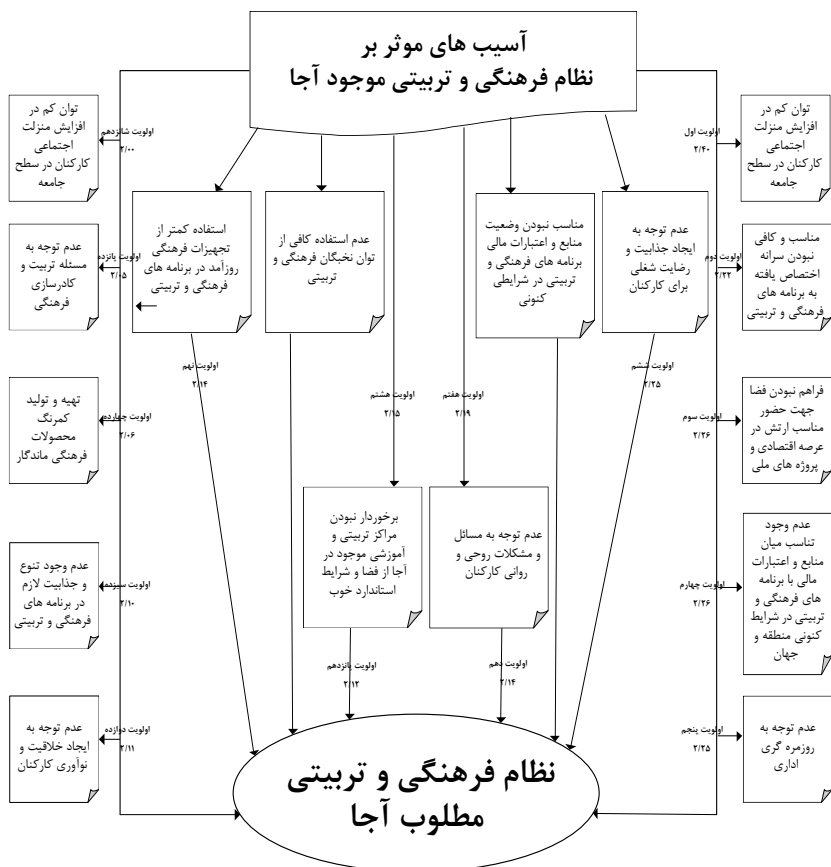 آسیب های موثر بر
نظام فرهنگی و تربیتی موجود آجا
اولویت اول
۲/۴۰
توان کم در
افزایش منزلت
اجتماعی
کارکنان در سطح
جامعه
اولویت دوم
۲/۲۲
مناسب و کافی
نبودن سرانه
اختصاص یافته
به برنامه های
فرهنگی و تربیتی
اولویت سوم
۲/۲۶
فراهم نبودن فضا
جهت حضور
مناسب ارتش در
عرصه اقتصادی و
پروژه های ملی
اولویت چهارم
۲/۲۶
عدم وجود
تناسب میان
منابع و اعتبارات
مالی با برنامه
های فرهنگی و
تربیتی در شرایط
کنونی منطقه و
جهان
اولویت پنجم
۲/۲۵
عدم توجه به
روزمره گری
اداری
عدم توجه به
ایجاد جذابیت و
رضایت شغلی
برای کارکنان
اولویت ششم
۲/۲۵
مناسب نبودن وضعیت
منابع و اعتبارات مالی
برنامه های فرهنگی و
تربیتی در شرایطی
کنونی
عدم استفاده کافی از
توان نخبگان فرهنگی و
تربیتی
استفاده کمتر از
تجهیزات فرهنگی
روزآمد در برنامه های
فرهنگی و تربیتی
اولویت هفتم
۲/۱۹
اولویت هشتم
۲/۱۵
اولویت نهم
۲/۱۴
عدم توجه به مسائل
و مشکلات روحی و
روانی کارکنان
اولویت دهم
۲/۱۴
برخوردار نبودن
مراکز تربیتی و
آموزشی موجود در
آجا از فضا و شرایط
استاندارد خوب
اولویت پانزدهم
۲/۱۲
اولویت شانزدهم
۲/۰۰
توان کم در
افزایش منزلت
اجتماعی
کارکنان در سطح
جامعه
اولویت پانزده
۲/۰۵
عدم توجه به
مسئله تربیت و
کادرسازی
فرهنگی
اولویت چهارده
۲/۰۶
تهیه و تولید
کمرنگ
محصولات
فرهنگی ماندگار
اولویت سیزده
۲/۱۰
عدم وجود تنوع
و جذابیت لازم
در برنامه های
فرهنگی و تربیتی
اولویت دوازده
۲/۱۱
عدم توجه به
ایجاد خلاقیت و
نوآوری کارکنان
نظام فرهنگی و تربیتی
مطلوب آجا